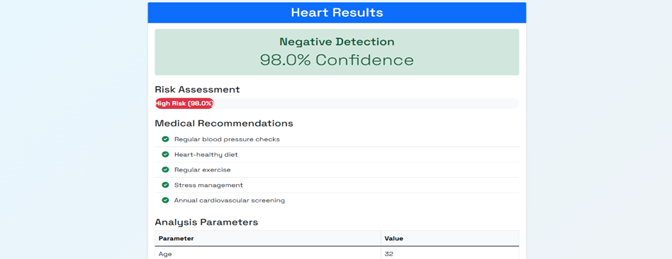 Heart Results
Negative Detection
98.0% Confidence
Risk Assessment
High Risk (98.0%)
Medical Recommendations
Regular blood pressure checks
Heart-healthy diet
Regular exercise
Stress management
Annual cardiovascular screening
Analysis Parameters
Parameter Value
Age 32